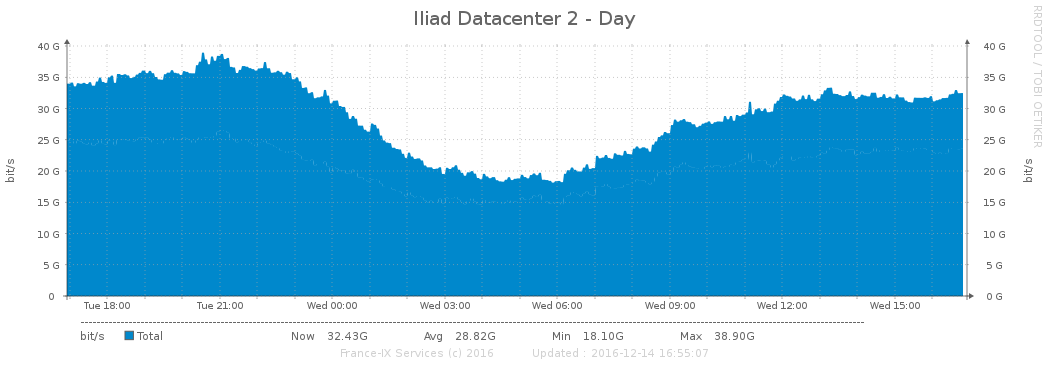 Iliad Datacenter 2 - Day
RRDTOOL / TOBI OETIKER
bit/s
bit/s
40 G 40 G
35 G 35 G
30 G 30 G
25 G 25 G
20 G 20 G
15 G 15 G
10 G 10 G
5 G 5 G
0 0 G
Tue 18:00 Tue 21:00 Wed 00:00 Wed 03:00 Wed 06:00 Wed 09:00 Wed 12:00 Wed 15:00
bit/s Total Now 32.43G Avg 28.82G Min 18.10G Max 38.90G
France-IX Services (c) 2016 Updated : 2016-12-14 16:55:07